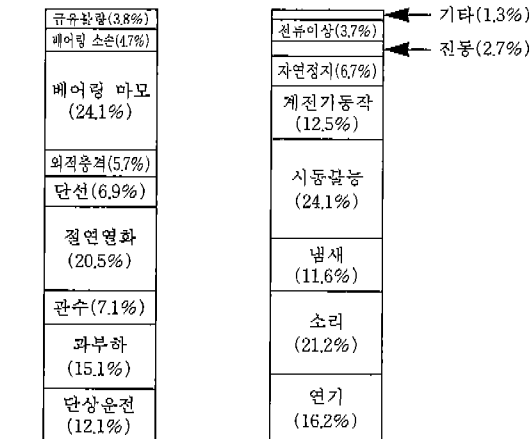 급유불량(3.8%)
베어링 소손(4.7%)
베어링 마모
(24.1%)
외적충격(5.7%)
단선(6.9%)
절연열화
(20.5%)
관수(7.1%)
과부하
(15.1%)
단상운전
(12.1%)
기타(1.3%)
전류이상(3.7%)
진동(2.7%)
자연정지(6.7%)
계전기동작
(12.5%)
시동불능
(24.1%)
냄새
(11.6%)
소리
(21.2%)
연기
(16.2%)